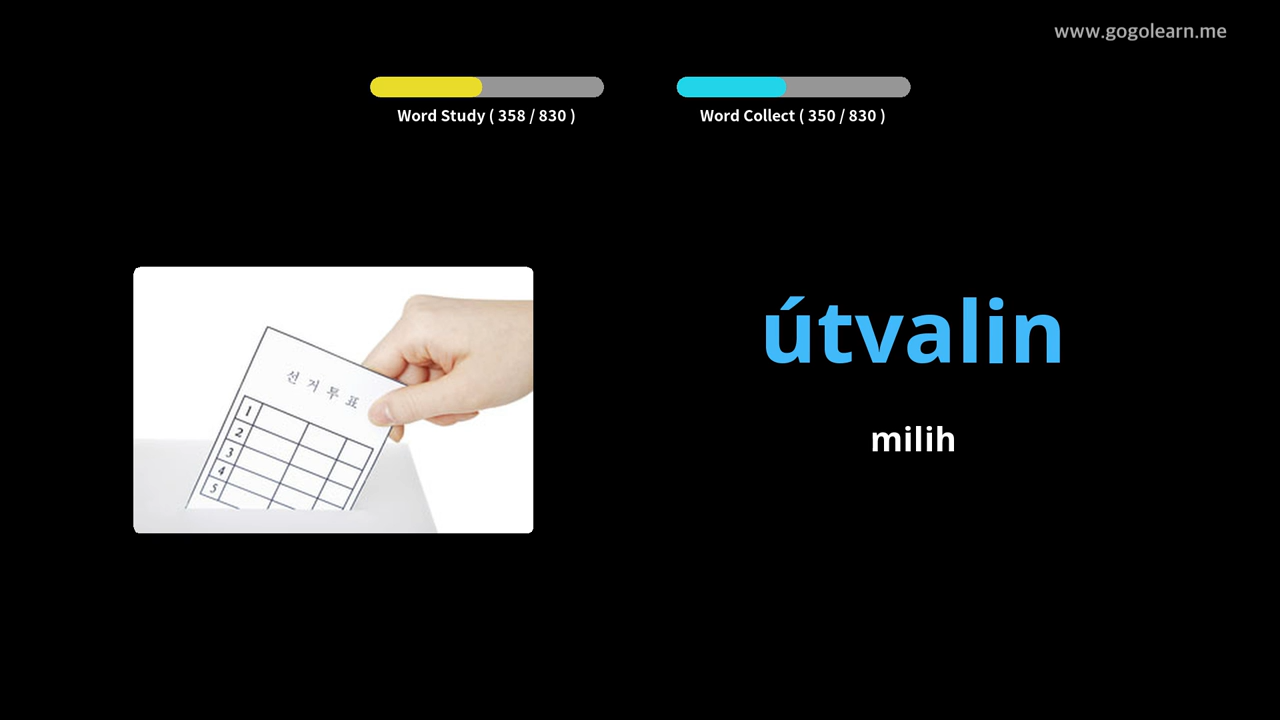 www.gogolearn.me
Word Study ( 358 / 830 )
Word Collect ( 350 / 830 )
선거투표
1
2
3
4
5
útvalin
milih